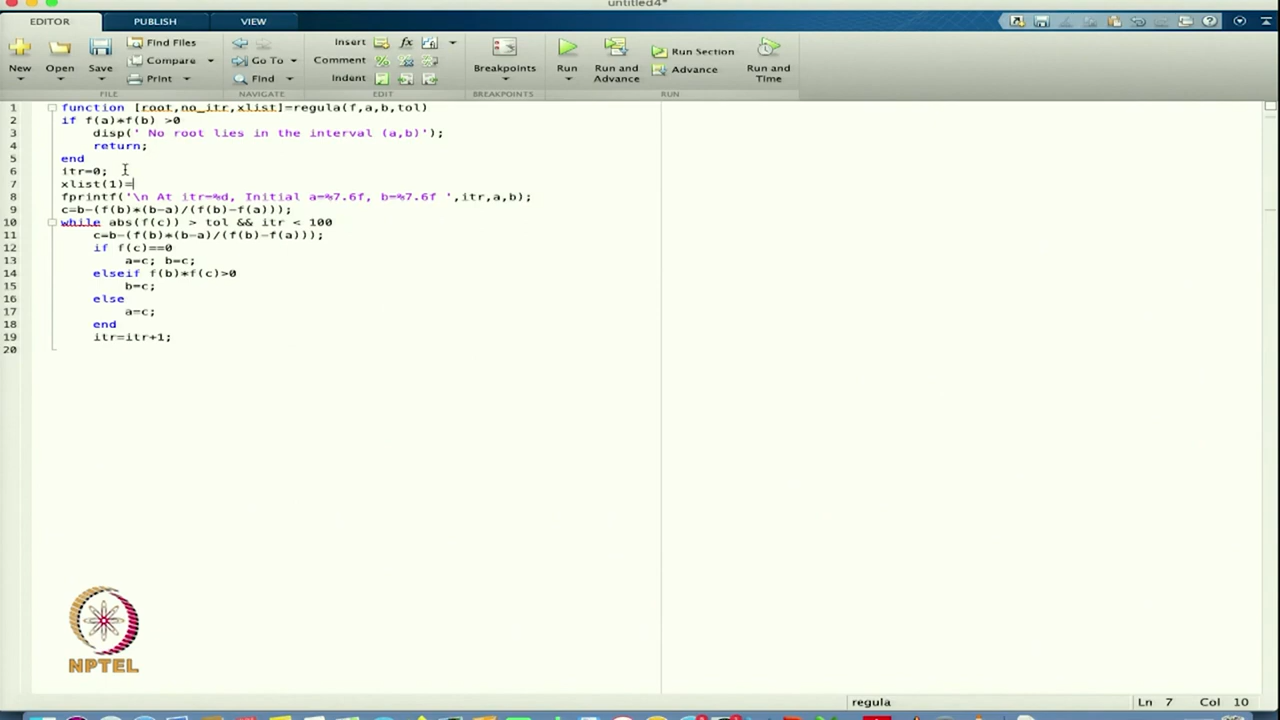 untitled4*
EDITOR PUBLISH VIEW
New Open Save Find Files Compare Print
Insert Comment Indent
Go To Find
Breakpoints Run Run and Advance Run Section Advance Run and Time
FILE NAVIGATE EDIT BREAKPOINTS RUN
1 function [root,no_itr,xlist]=regula(f,a,b,tol)
2 if f(a)*f(b) >0
3 disp(' No root lies in the interval (a,b)');
4 return;
5 end
6 itr=0;
7 xlist(1)=
8 fprintf('\n At itr=%d, Initial a=%7.6f, b=%7.6f ',itr,a,b);
9 c=b-(f(b)*(b-a)/(f(b)-f(a)));
10 while abs(f(c)) > tol && itr < 100
11 c=b-(f(b)*(b-a)/(f(b)-f(a)));
12 if f(c)==0
13 a=c; b=c;
14 elseif f(b)*f(c)>0
15 b=c;
16 else
17 a=c;
18 end
19 itr=itr+1;
20
NPTEL
regula Ln 7 Col 10